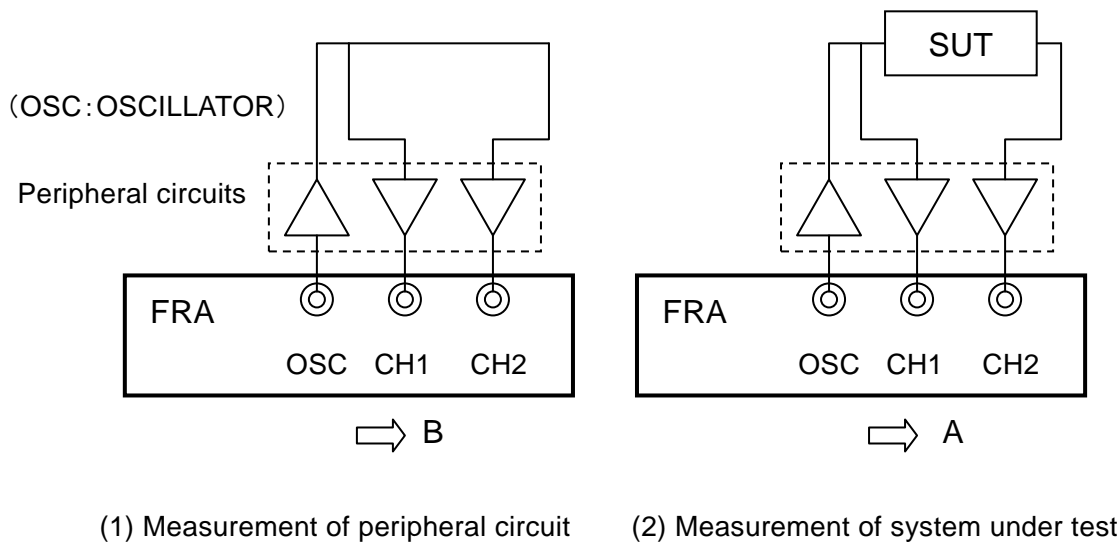 SUT
（OSC：OSCILLATOR）
Peripheral circuits
FRA
OSC CH1 CH2
B
(1) Measurement of peripheral circuit
FRA
OSC CH1 CH2
A
(2) Measurement of system under test